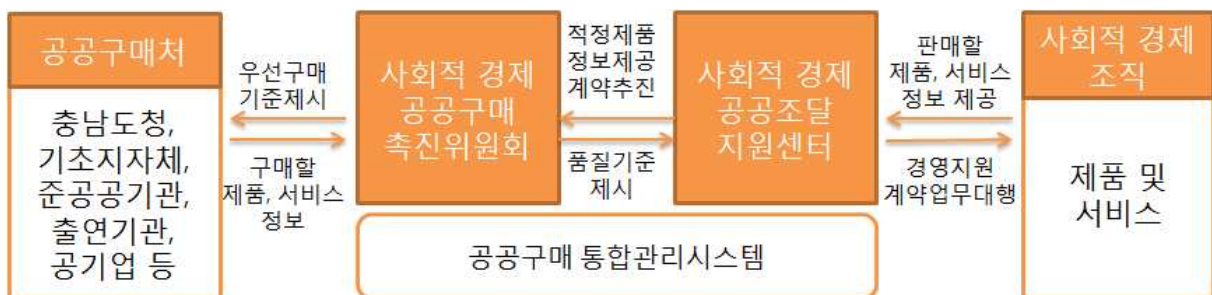 공공구매처
충남도청,
기초지자체,
준공공기관,
출연기관,
공기업 등
우선구매
기준제시
구매할
제품, 서비스
정보
사회적 경제
공공구매
촉진위원회
적정제품
정보제공
계약추진
품질기준
제시
사회적 경제
공공조달
지원센터
판매할
제품, 서비스
정보 제공
경영지원
계약업무대행
사회적 경제
조직
제품 및
서비스
공공구매 통합관리시스템